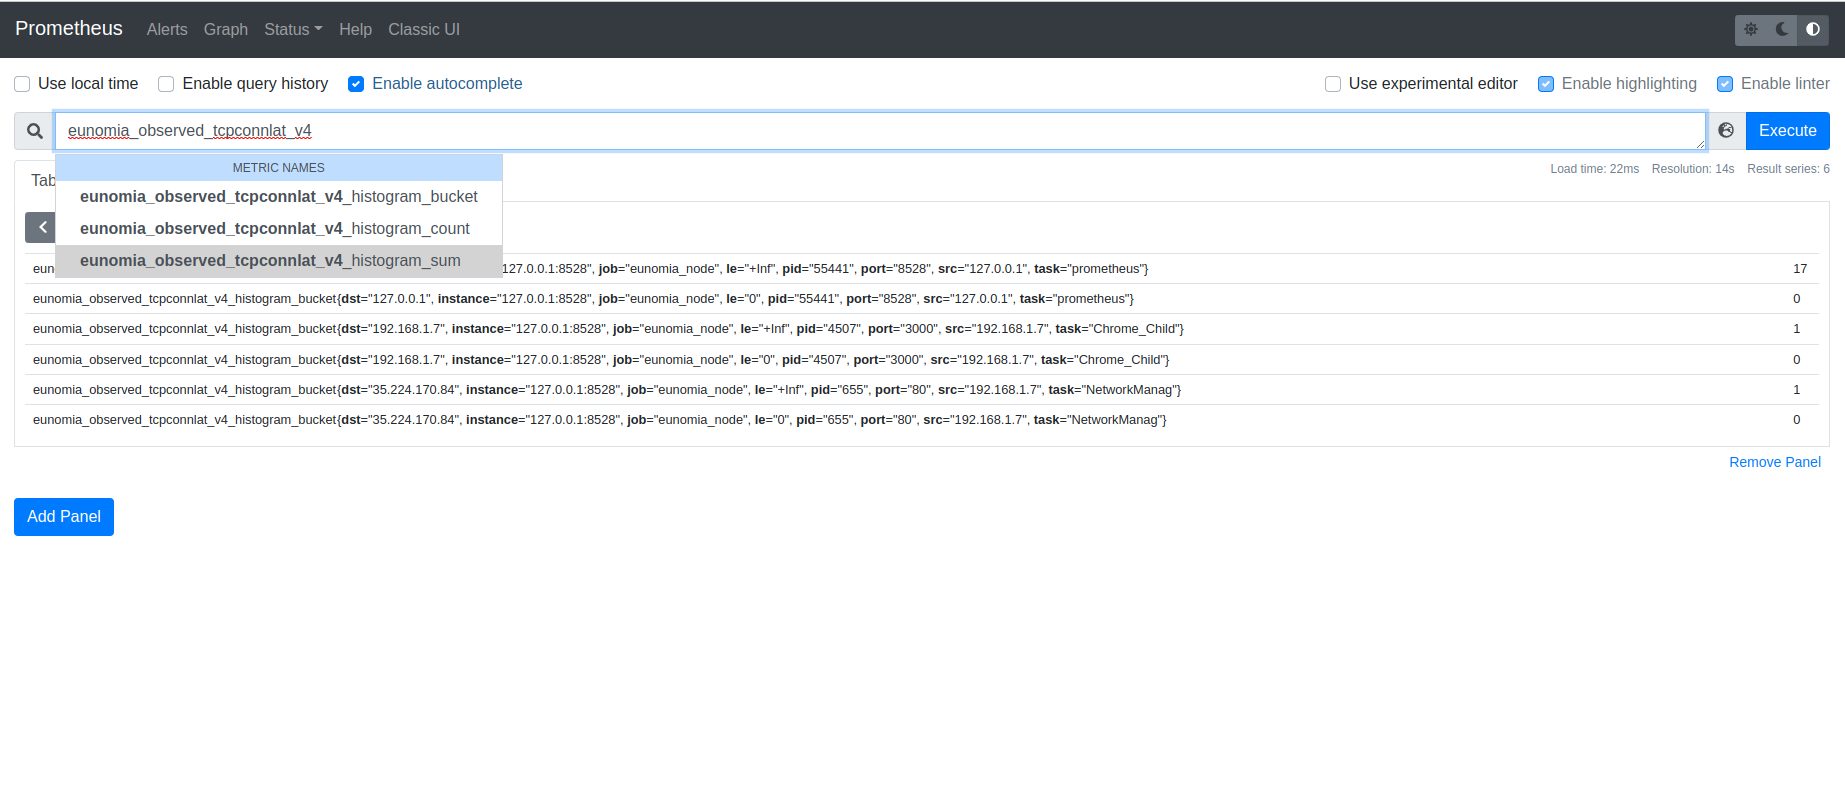 Prometheus Alerts Graph Status Help Classic UI
Use local time Enable query history Enable autocomplete Use experimental editor Enable highlighting Enable linter
eunomia_observed_tcpconnlat_v4 Execute
METRIC NAMES
Tab Load time: 22ms Resolution: 14s Result series: 6
eunomia_observed_tcpconnlat_v4_histogram_bucket
eunomia_observed_tcpconnlat_v4_histogram_count
eunomia_observed_tcpconnlat_v4_histogram_sum
eun 127.0.0.1:8528", job="eunomia_node", le="+Inf", pid="55441", port="8528", src="127.0.0.1", task="prometheus"} 17
eunomia_observed_tcpconnlat_v4_histogram_bucket{dst="127.0.0.1", instance="127.0.0.1:8528", job="eunomia_node", le="0", pid="55441", port="8528", src="127.0.0.1", task="prometheus"} 0
eunomia_observed_tcpconnlat_v4_histogram_bucket{dst="192.168.1.7", instance="127.0.0.1:8528", job="eunomia_node", le="+Inf", pid="4507", port="3000", src="192.168.1.7", task="Chrome_Child"} 1
eunomia_observed_tcpconnlat_v4_histogram_bucket{dst="192.168.1.7", instance="127.0.0.1:8528", job="eunomia_node", le="0", pid="4507", port="3000", src="192.168.1.7", task="Chrome_Child"} 0
eunomia_observed_tcpconnlat_v4_histogram_bucket{dst="35.224.170.84", instance="127.0.0.1:8528", job="eunomia_node", le="+Inf", pid="655", port="80", src="192.168.1.7", task="NetworkManag"} 1
eunomia_observed_tcpconnlat_v4_histogram_bucket{dst="35.224.170.84", instance="127.0.0.1:8528", job="eunomia_node", le="0", pid="655", port="80", src="192.168.1.7", task="NetworkManag"} 0
Remove Panel
Add Panel